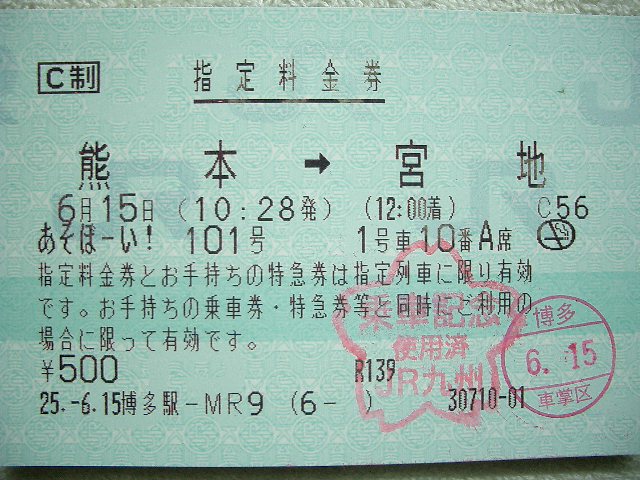 C制 指定料金券
熊本 → 宮地
6月15日 (10:28発) (12:00着) C56
あそぼーい! 101号 1号車10番A席
指定料金券とお手持ちの特急券は指定列車に限り有効
です。お手持ちの乗車券・特急券等と同時にご利用の
場合に限って有効です。
¥500 R139
25.-6.15博多駅-MR9 (6- ) 30710-01
乗車記念
使用済
JR九州
博多
6.15
車掌区